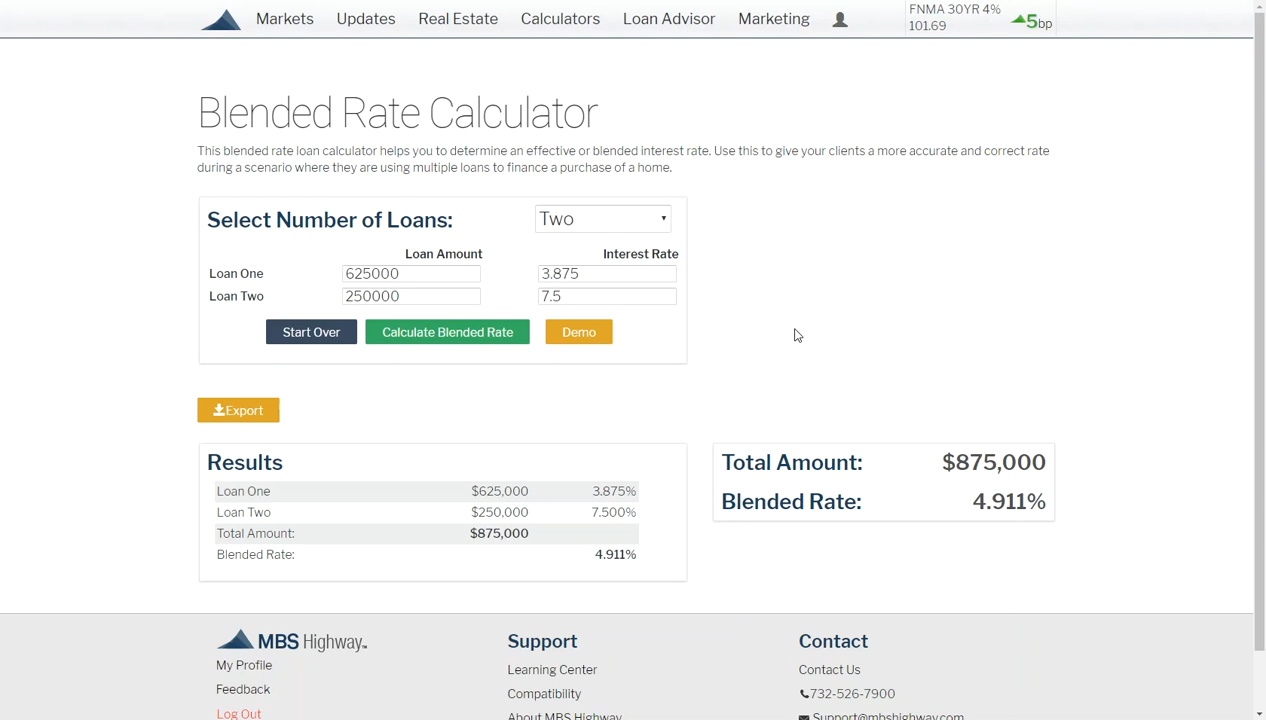 Markets Updates Real Estate Calculators Loan Advisor Marketing
FNMA 30YR 4%
101.69
5bp
Blended Rate Calculator
This blended rate loan calculator helps you to determine an effective or blended interest rate. Use this to give your clients a more accurate and correct rate
during a scenario where they are using multiple loans to finance a purchase of a home.
Select Number of Loans: Two
Loan Amount Interest Rate
Loan One 625000 3.875
Loan Two 250000 7.5
Start Over Calculate Blended Rate Demo
Export
Results
Loan One $625,000 3.875%
Loan Two $250,000 7.500%
Total Amount: $875,000
Blended Rate: 4.911%
Total Amount: $875,000
Blended Rate: 4.911%
MBS Highway
My Profile
Feedback
Log Out
Support
Learning Center
Compatibility
About MBS Highway
Contact
Contact Us
732-526-7900
Support@mbshighway.com